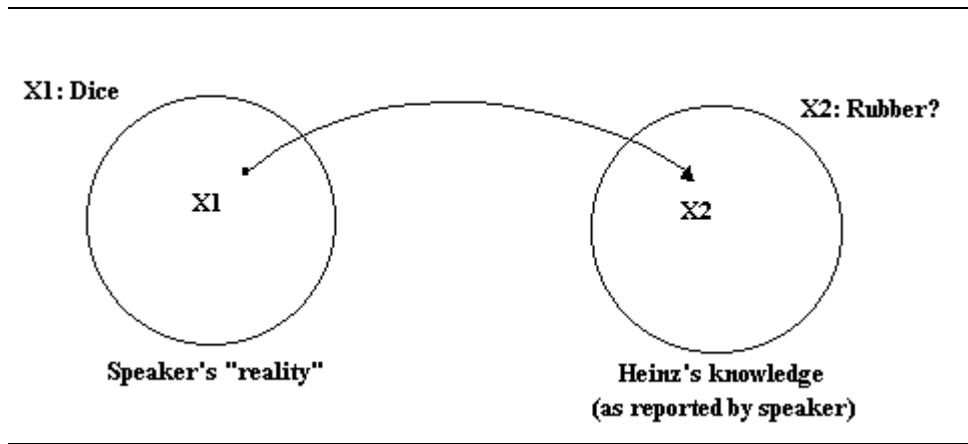 X1: Dice
X2: Rubber?
X1
X2
Speaker's "reality"
Heinz's knowledge
(as reported by speaker)